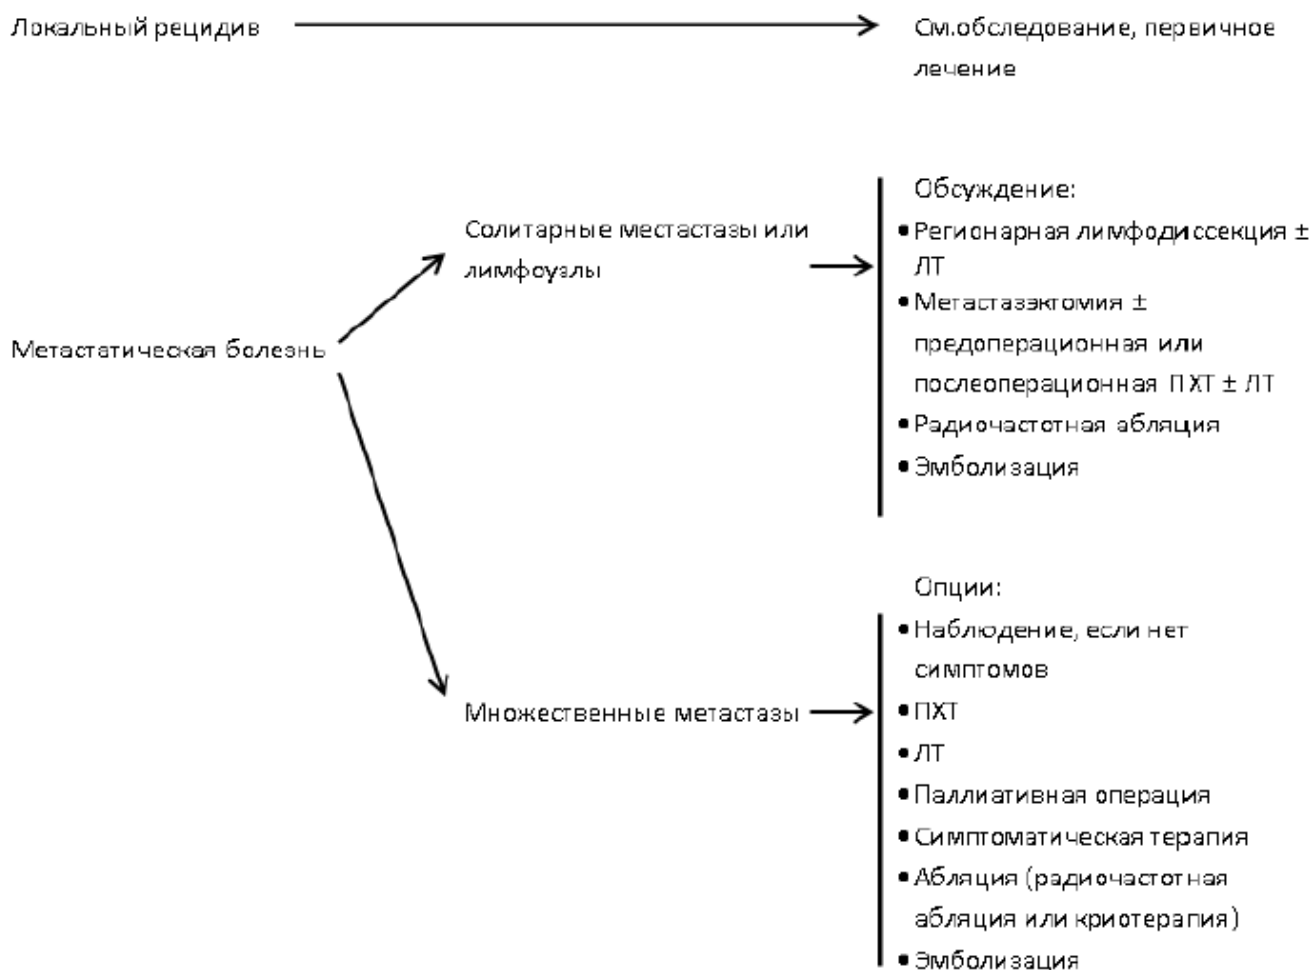 Локальный рецидив
См.обследование, первичное
лечение
Обсуждение:
Солитарные местастазы или
лимфоузлы
•Регионарная лимфодиссекция ±
ЛТ
•Метастазэктомия ±
предоперационная или
послеоперационная ПХТ ± ЛТ
•Радиочастотная абляция
•Эмболизация
Метастатическая болезнь
Множественные метастазы
Опции:
•Наблюдение, если нет
симптомов
•ПХТ
•ЛТ
•Паллиативная операция
•Симптоматическая терапия
•Абляция (радиочастотная
абляция или криотерапия)
•Эмболизация